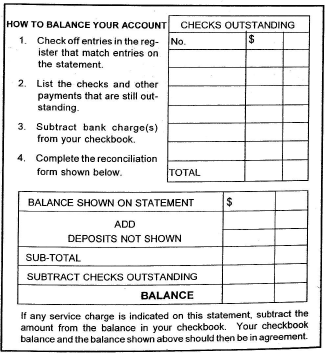 HOW TO BALANCE YOUR ACCOUNT
1. Check off entries in the reg-
ister that match entries on
the statement.
2. List the checks and other
payments that are still out-
standing.
3. Subtract bank charge(s)
from your checkbook.
4. Complete the reconciliation
form shown below.
CHECKS OUTSTANDING
No. $
TOTAL
BALANCE SHOWN ON STATEMENT $
ADD
DEPOSITS NOT SHOWN
SUB-TOTAL
SUBTRACT CHECKS OUTSTANDING
BALANCE
If any service charge is indicated on this statement, subtract the
amount from the balance in your checkbook. Your checkbook
balance and the balance shown above should then be in agreement.